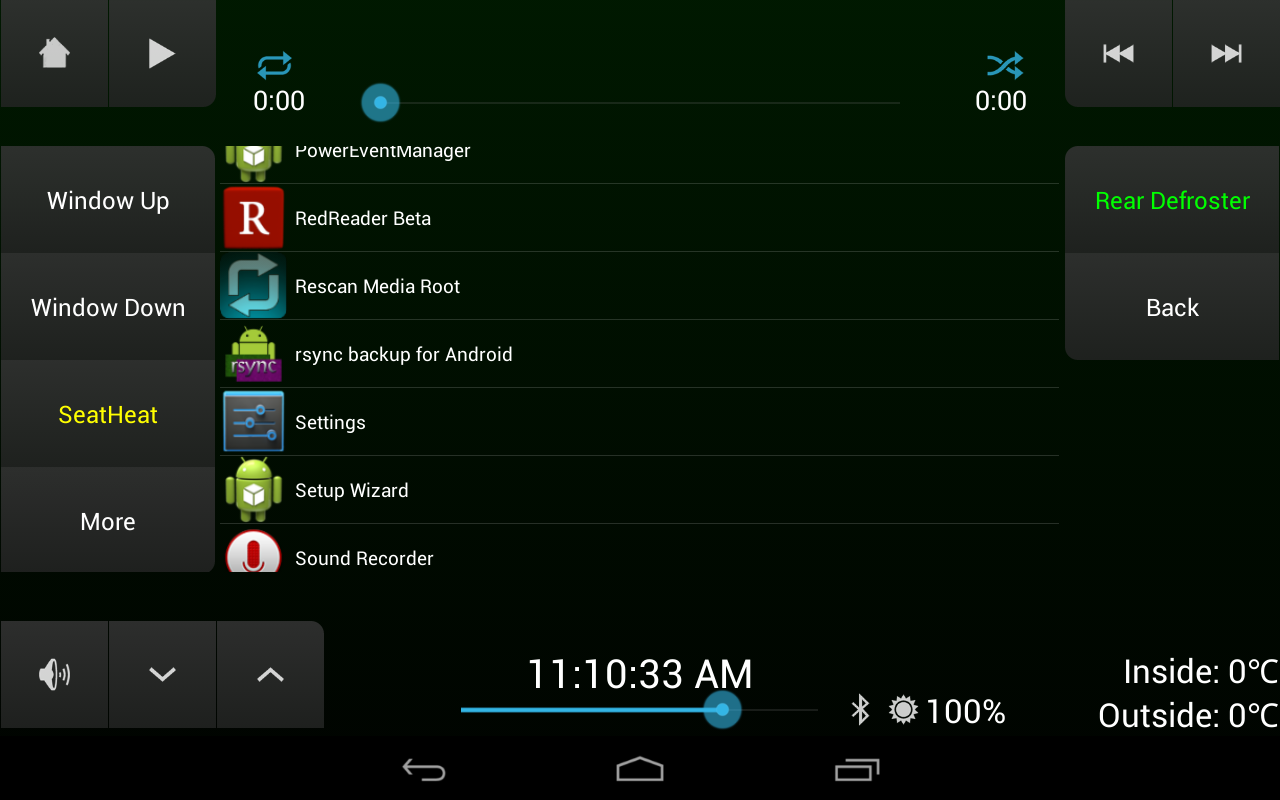 0:00
0:00
Window Up
Window Down
SeatHeat
More
PowerEventManager
R
RedReader Beta
Rescan Media Root
rsync
rsync backup for Android
Settings
Setup Wizard
Sound Recorder
Rear Defroster
Back
11:10:33 AM
100%
Inside: 0°C
Outside: 0°C